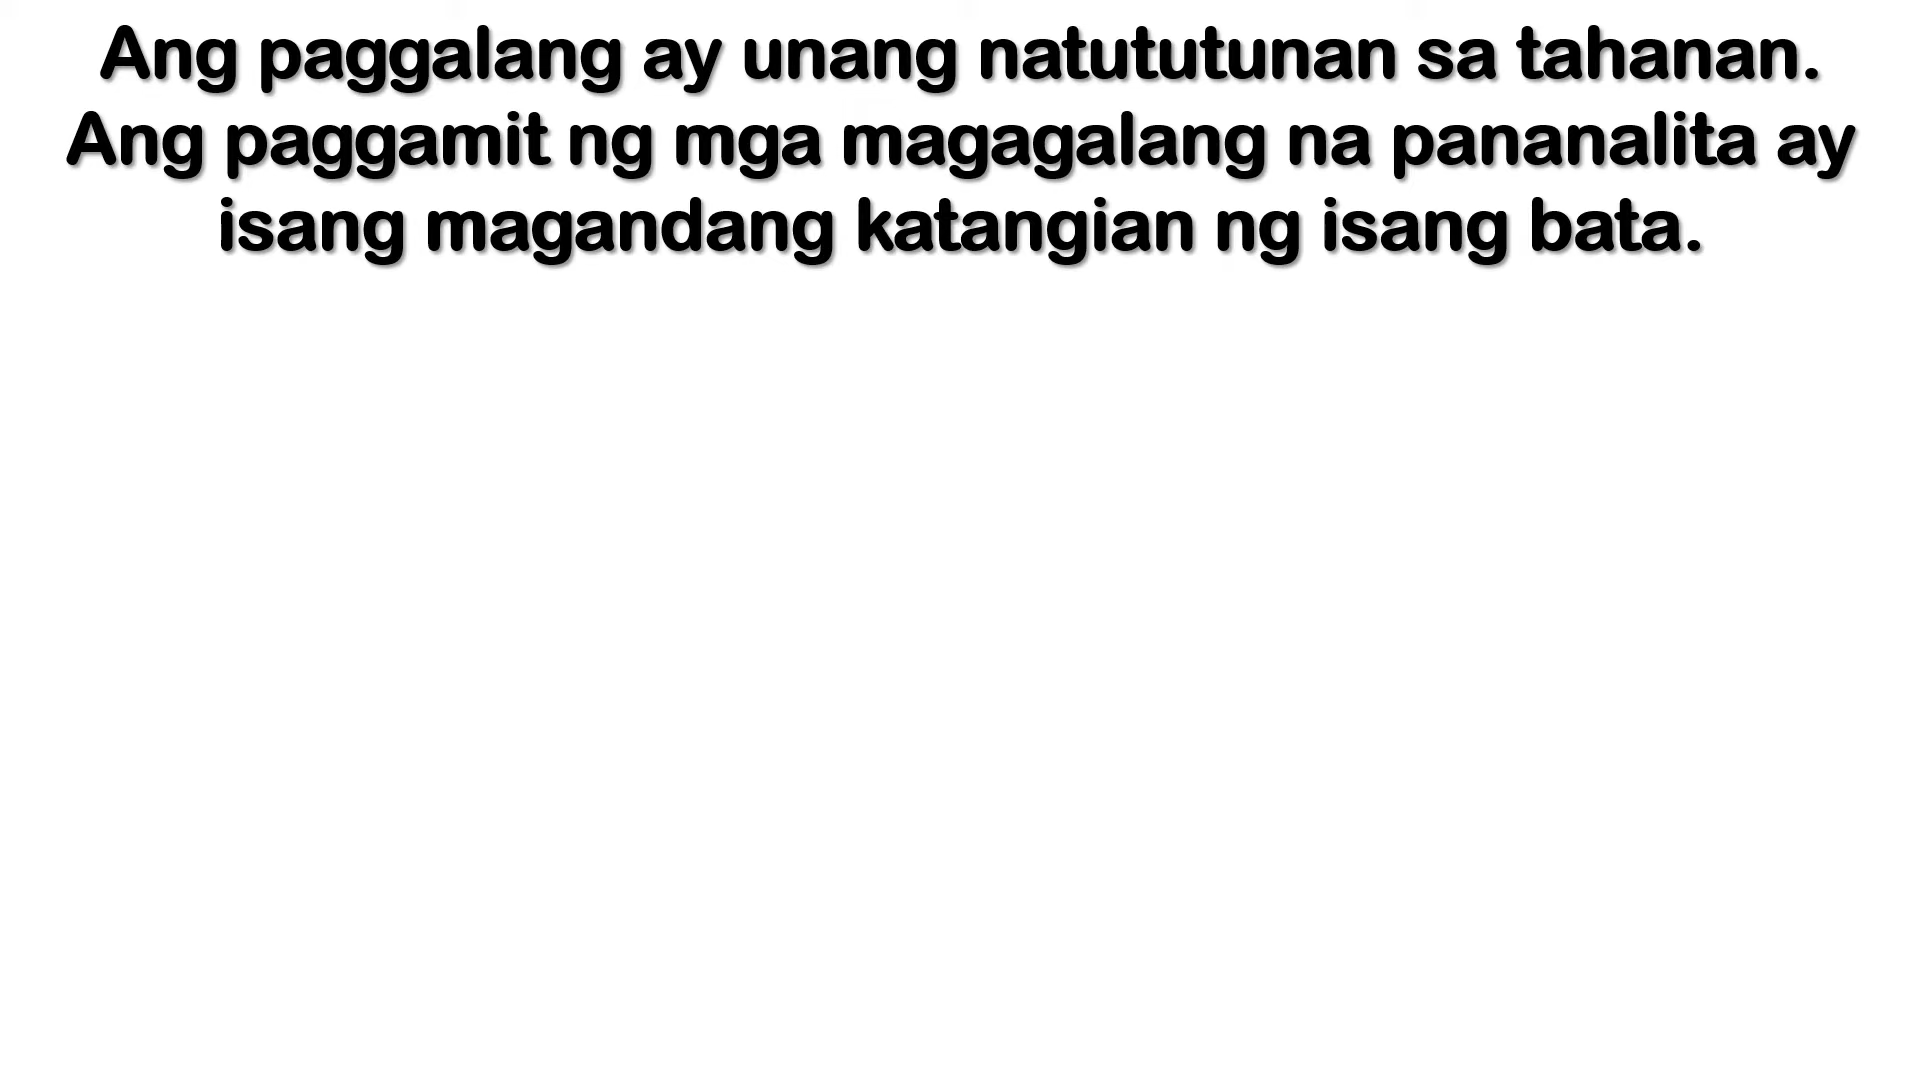 Ang paggalang ay unang natututunan sa tahanan.
Ang paggamit ng mga magagalang na pananalita ay
isang magandang katangian ng isang bata.